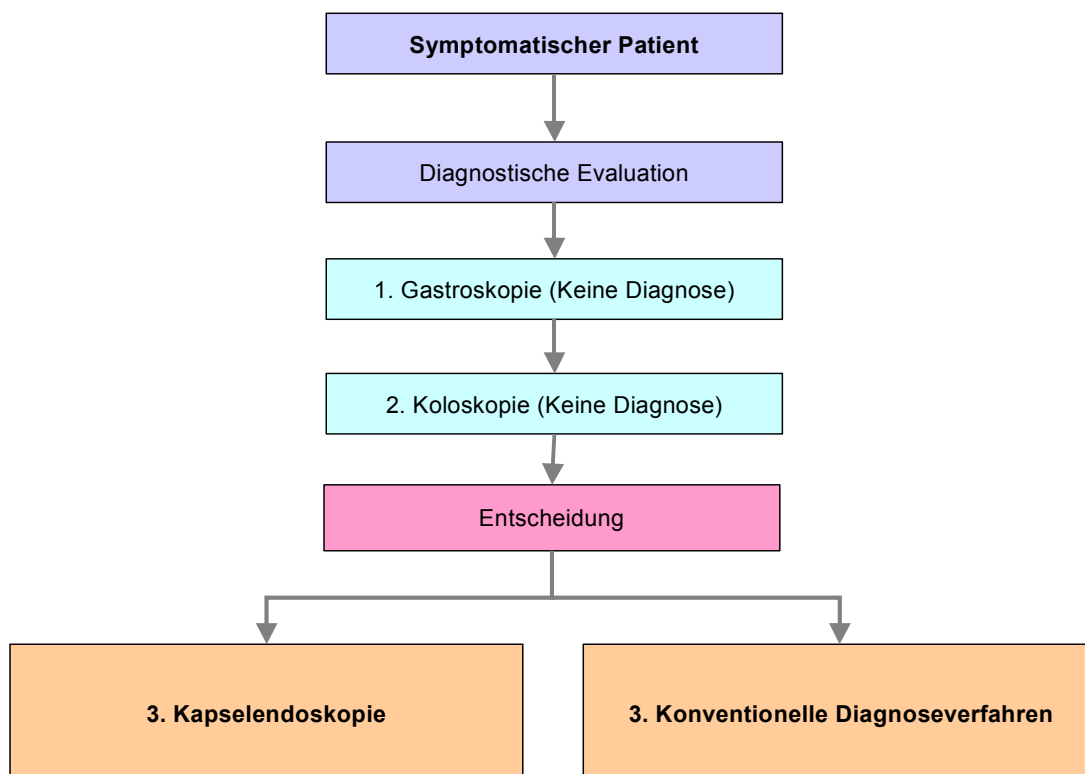 Symptomatischer Patient
Diagnostische Evaluation
1. Gastroskopie (Keine Diagnose)
2. Koloskopie (Keine Diagnose)
Entscheidung
3. Kapselendoskopie
3. Konventionelle Diagnoseverfahren